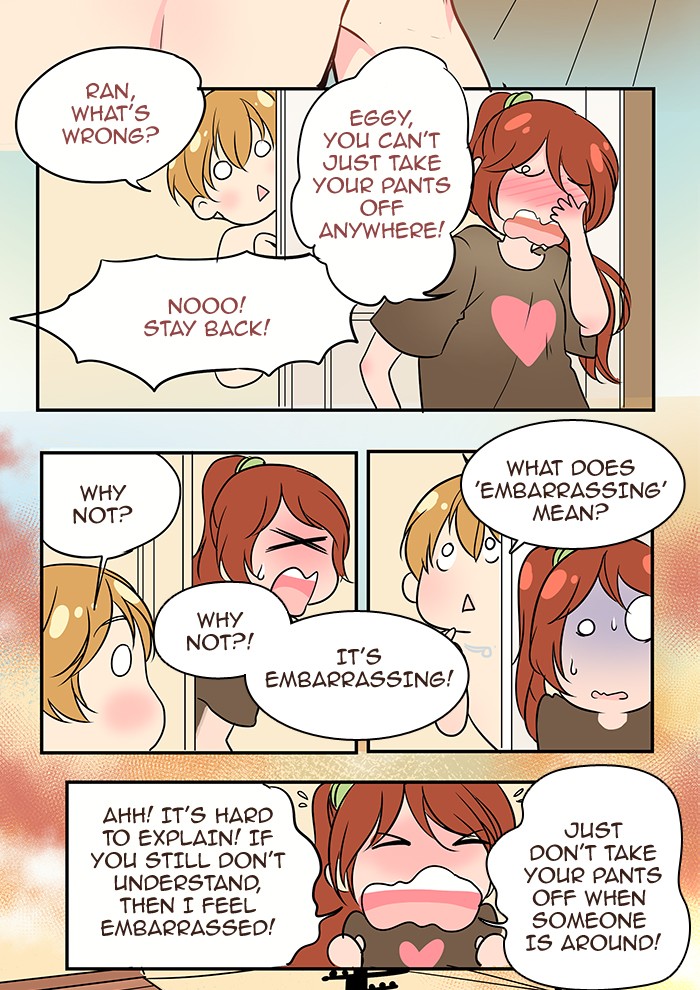 RAN,
WHAT'S
WRONG?
EGGY,
YOU CAN'T
JUST TAKE
YOUR PANTS
OFF
ANYWHERE!
NOOO!
STAY BACK!
WHY
NOT?
WHY
NOT?!
IT'S
EMBARRASSING!
WHAT DOES
'EMBARRASSING'
MEAN?
AHH! IT'S HARD
TO EXPLAIN! IF
YOU STILL DON'T
UNDERSTAND,
THEN I FEEL
EMBARRASSED!
JUST
DON'T TAKE
YOUR PANTS
OFF WHEN
SOMEONE
IS AROUND!